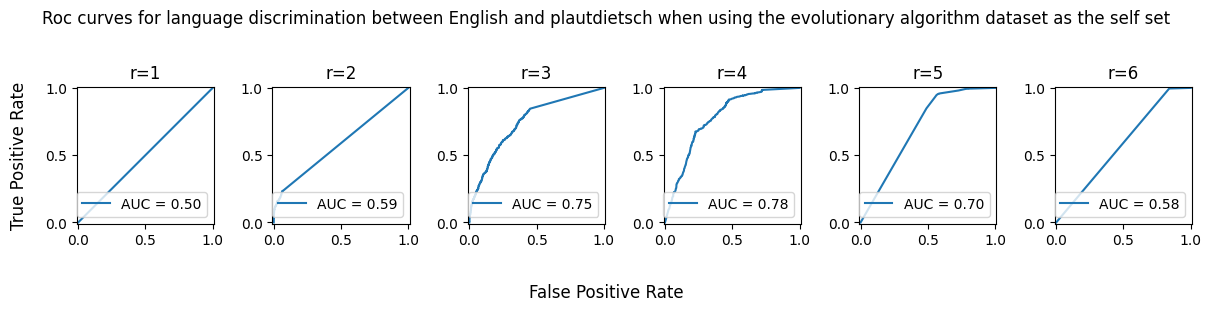 Roc curves for language discrimination between English and plautdietsch when using the evolutionary algorithm dataset as the self set
True Positive Rate
r=1
1.0
0.5
0.0
AUC = 0.50
0.0 0.5 1.0
r=2
1.0
0.5
0.0
AUC = 0.59
0.0 0.5 1.0
r=3
1.0
0.5
0.0
AUC = 0.75
0.0 0.5 1.0
r=4
1.0
0.5
0.0
AUC = 0.78
0.0 0.5 1.0
r=5
1.0
0.5
0.0
AUC = 0.70
0.0 0.5 1.0
r=6
1.0
0.5
0.0
AUC = 0.58
0.0 0.5 1.0
False Positive Rate